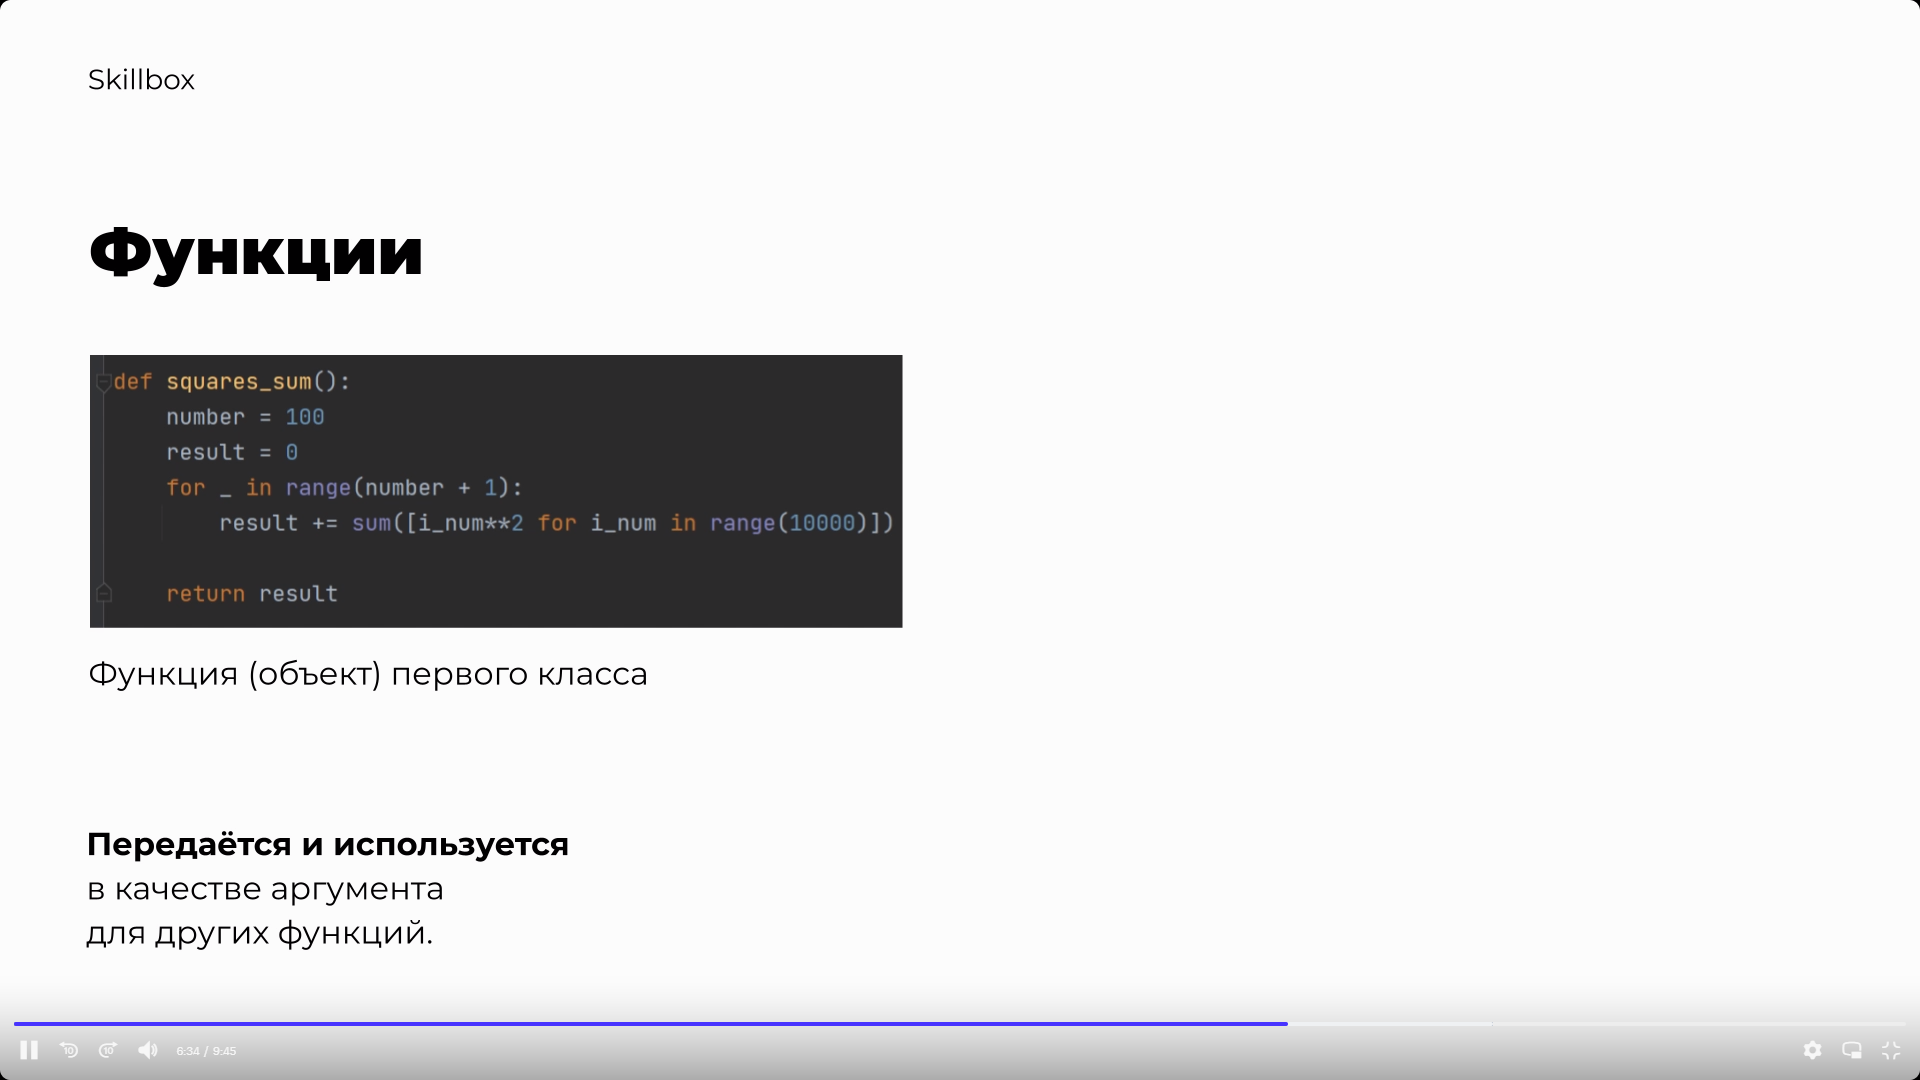 Skillbox
Функции
def squares_sum():
number = 100
result = 0
for _ in range(number + 1):
result += sum([i_num**2 for i_num in range(10000)])
return result
Функция (объект) первого класса
Передаётся и используется
в качестве аргумента
для других функций.
10 10 6:34 / 9:45